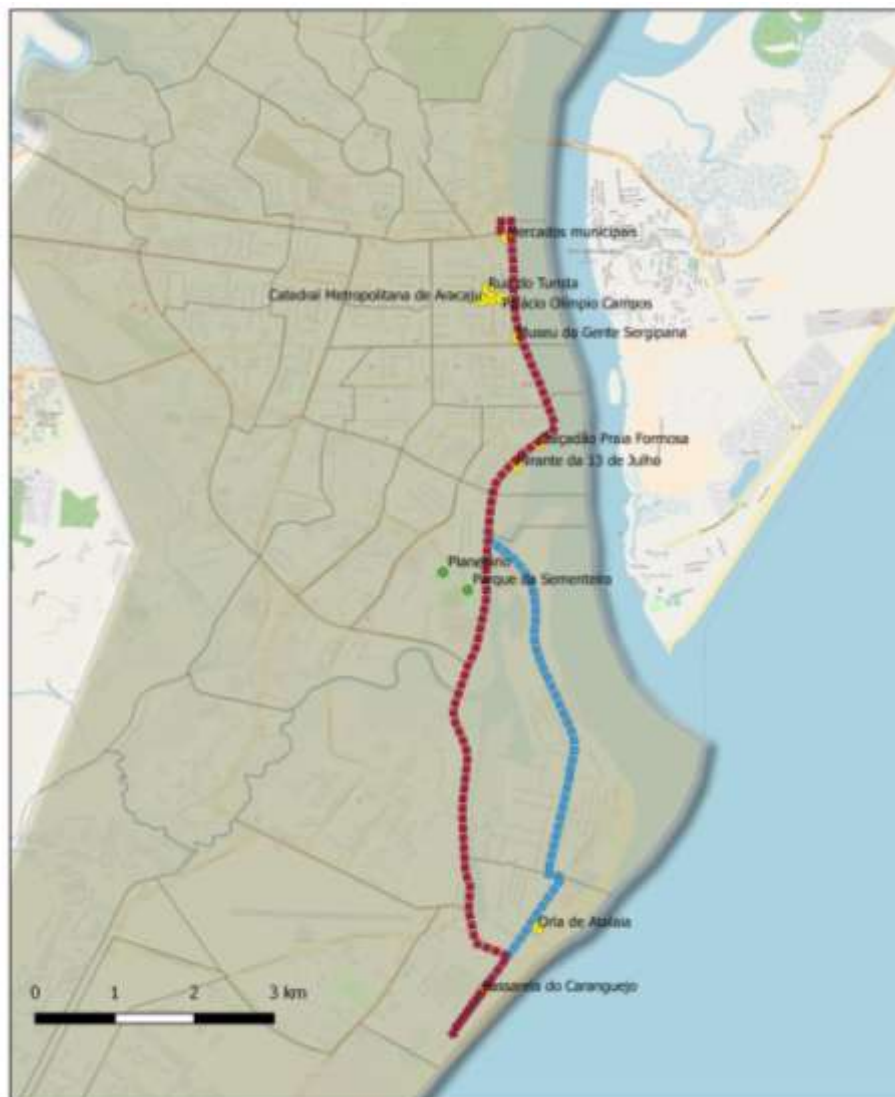 Mercados municipais
Rua do Turista
Catedral Metropolitana de Aracaju
Palácio Olímpio Campos
Museu da Gente Sergipana
Calçadão Praia Formosa
Mirante da 13 de Julho
Planetário
Parque da Sementeira
Orla de Atalaia
Passarela do Caranguejo
0 1 2 3 km